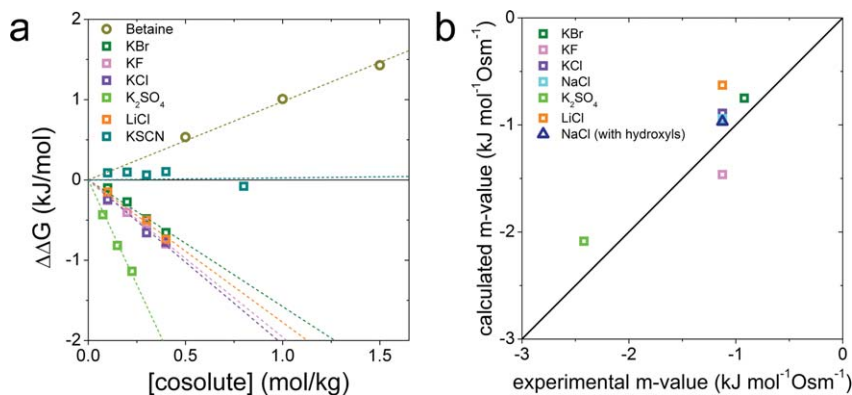 a
Betaine
KBr
KF
KCl
K2SO4
LiCl
KSCN
2
1
0
-1
-2
ΔΔG (kJ/mol)
0.0 0.5 1.0 1.5
[cosolute] (mol/kg)
b
KBr
KF
KCl
NaCl
K2SO4
LiCl
NaCl (with hydroxyls)
0
-1
-2
-3
calculated m-value (kJ mol⁻¹Osm⁻¹)
-3 -2 -1 0
experimental m-value (kJ mol⁻¹Osm⁻¹)